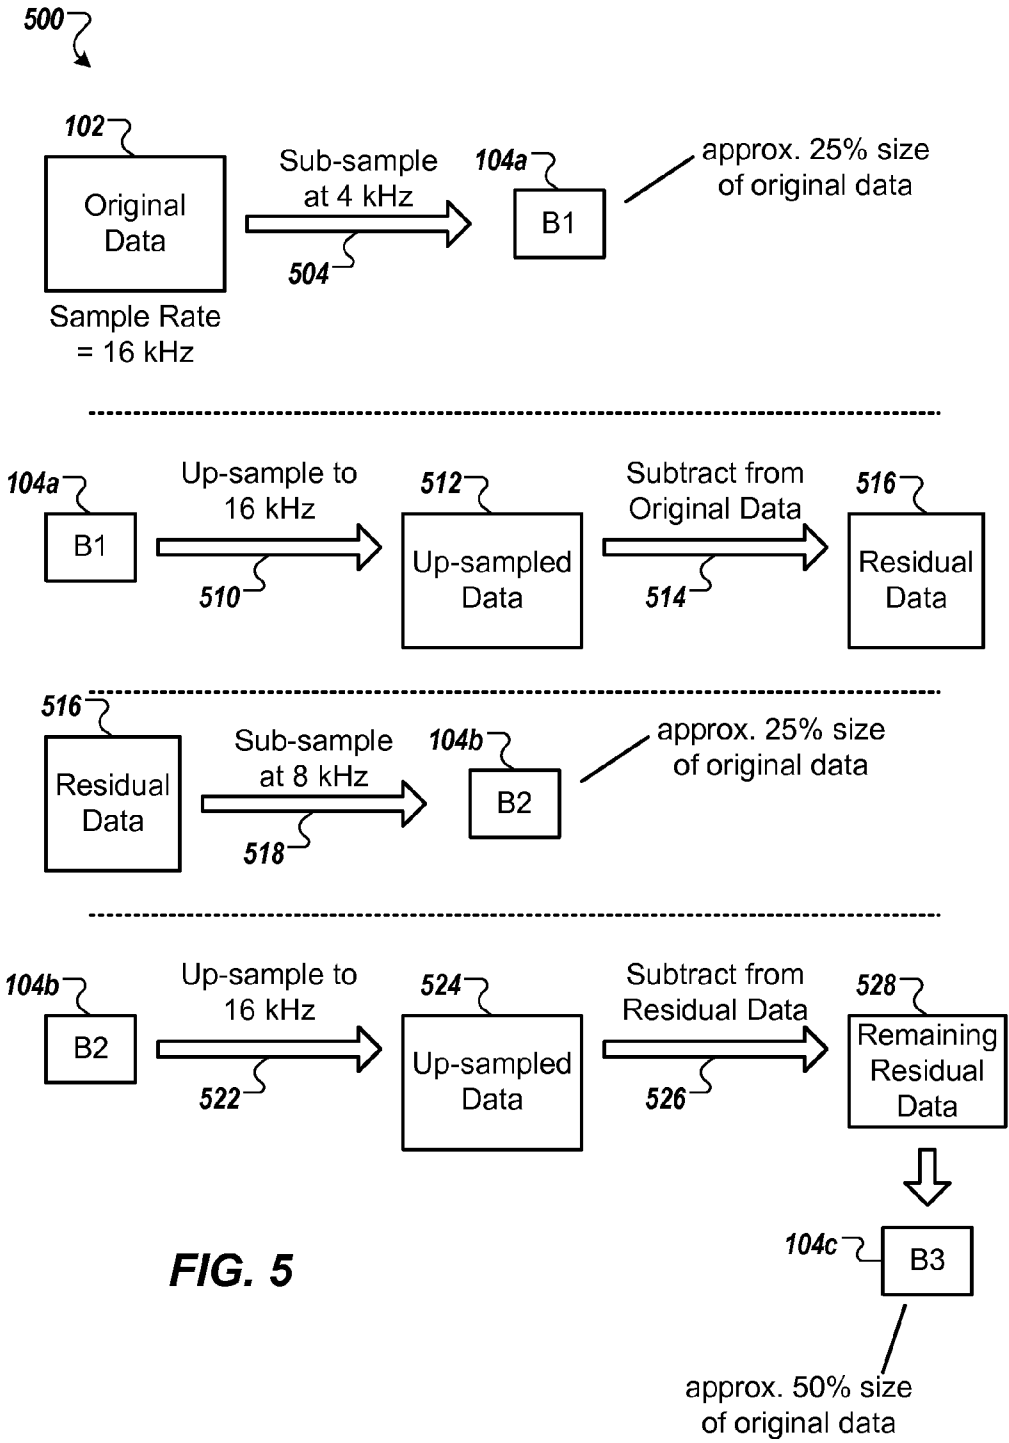 500
102
Original
Data
Sample Rate
= 16 kHz
Sub-sample
at 4 kHz
504
104a
B1
approx. 25% size
of original data
104a
B1
Up-sample to
16 kHz
510
512
Up-sampled
Data
Subtract from
Original Data
514
516
Residual
Data
516
Residual
Data
Sub-sample
at 8 kHz
518
104b
B2
approx. 25% size
of original data
104b
B2
Up-sample to
16 kHz
522
524
Up-sampled
Data
Subtract from
Residual Data
526
528
Remaining
Residual
Data
104c
B3
approx. 50% size
of original data
FIG. 5